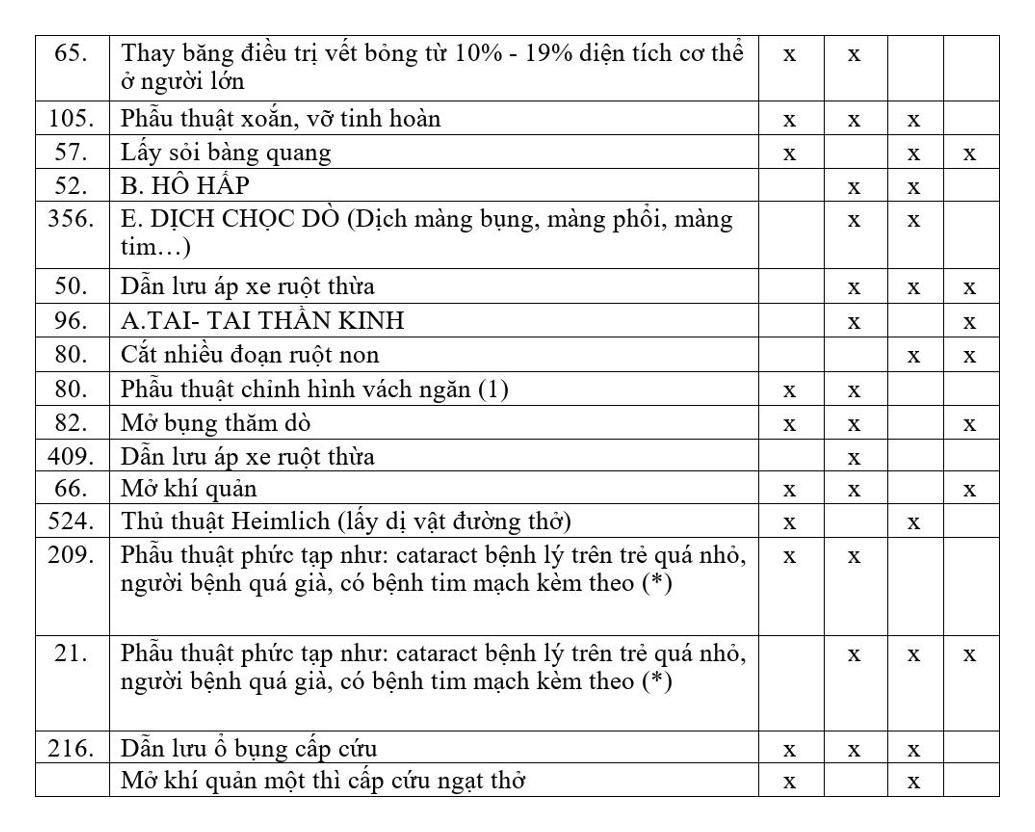 65. Thay băng điều trị vết bỏng từ 10% - 19% diện tích cơ thể x x
ở người lớn
105. Phẫu thuật xoắn, vỡ tinh hoàn x x x
57. Lấy sỏi bàng quang x x x
52. B. HÔ HẤP x x
356. E. DỊCH CHỌC DÒ (Dịch màng bụng, màng phổi, màng x x
tim…)
50. Dẫn lưu áp xe ruột thừa x x x
96. A.TAI- TAI THẦN KINH x x
80. Cắt nhiều đoạn ruột non x x
80. Phẫu thuật chỉnh hình vách ngăn (1) x x
82. Mở bụng thăm dò x x x
409. Dẫn lưu áp xe ruột thừa x
66. Mở khí quản x x x
524. Thủ thuật Heimlich (lấy dị vật đường thở) x x
209. Phẫu thuật phức tạp như: cataract bệnh lý trên trẻ quá nhỏ, x x
người bệnh quá già, có bệnh tim mạch kèm theo (*)
21. Phẫu thuật phức tạp như: cataract bệnh lý trên trẻ quá nhỏ, x x x
người bệnh quá già, có bệnh tim mạch kèm theo (*)
216. Dẫn lưu ổ bụng cấp cứu x x x
Mở khí quản một thì cấp cứu ngạt thở x x